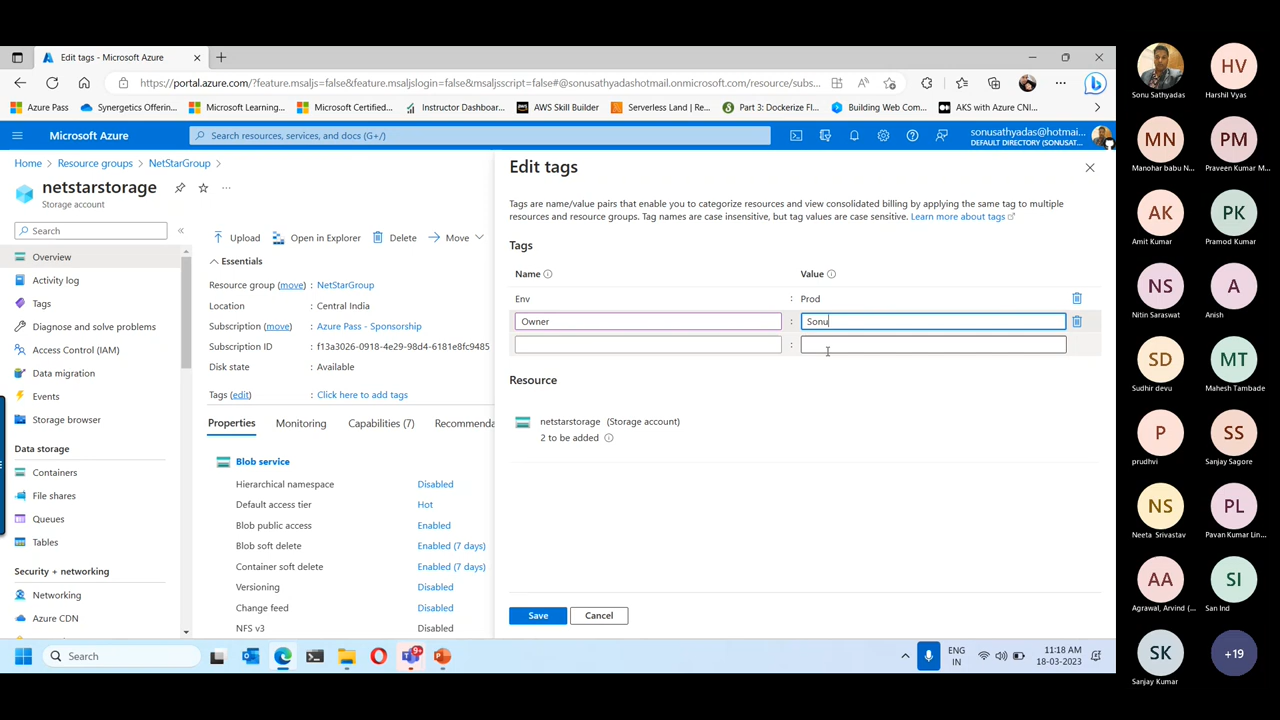 Edit tags - Microsoft Azure
https://portal.azure.com/?feature.msaljs=false&feature.msaljslogin=false&msaljsscript=false#@sonusathyadashotmail.onmicrosoft.com/resource/subs...
Azure Pass
Synergetics Offering...
Microsoft Learning...
Microsoft Certified...
Instructor Dashboar...
AWS Skill Builder
Serverless Land | Re...
Part 3: Dockerize Fl...
Building Web Com...
AKS with Azure CNI...
Microsoft Azure
Search resources, services, and docs (G+/)
sonusathyadas@hotmai...
DEFAULT DIRECTORY (SONUSAT...
Home
Resource groups
NetStarGroup
netstarstorage
Storage account
Search
Overview
Activity log
Tags
Diagnose and solve problems
Access Control (IAM)
Data migration
Events
Storage browser
Data storage
Containers
File shares
Queues
Tables
Security + networking
Networking
Azure CDN
Upload
Open in Explorer
Delete
Move
Essentials
Resource group (move) : NetStarGroup
Location : Central India
Subscription (move) : Azure Pass - Sponsorship
Subscription ID : f13a3026-0918-4e29-98d4-6181e8fc9485
Disk state : Available
Tags (edit) : Click here to add tags
Properties
Monitoring
Capabilities (7)
Recommenda
Blob service
Hierarchical namespace Disabled
Default access tier Hot
Blob public access Enabled
Blob soft delete Enabled (7 days)
Container soft delete Enabled (7 days)
Versioning Disabled
Change feed Disabled
NFS v3 Disabled
Edit tags
Tags are name/value pairs that enable you to categorize resources and view consolidated billing by applying the same tag to multiple
resources and resource groups. Tag names are case insensitive, but tag values are case sensitive. Learn more about tags
Tags
Name Value
Env : Prod
Owner : Sonu
:
Resource
netstarstorage (Storage account)
2 to be added
Save
Cancel
Search
9+
ENG
IN
11:18 AM
18-03-2023
Sonu Sathyadas
HV
Harshil Vyas
MN
Manohar babu N...
PM
Praveen Kumar M...
AK
Amit Kumar
PK
Pramod Kumar
NS
Nitin Saraswat
A
Anish
SD
Sudhir devu
MT
Mahesh Tambade
P
prudhvi
SS
Sanjay Sagore
NS
Neeta Srivastav
PL
Pavan Kumar Lin...
AA
Agrawal, Arvind (...
SI
San Ind
SK
Sanjay Kumar
+19